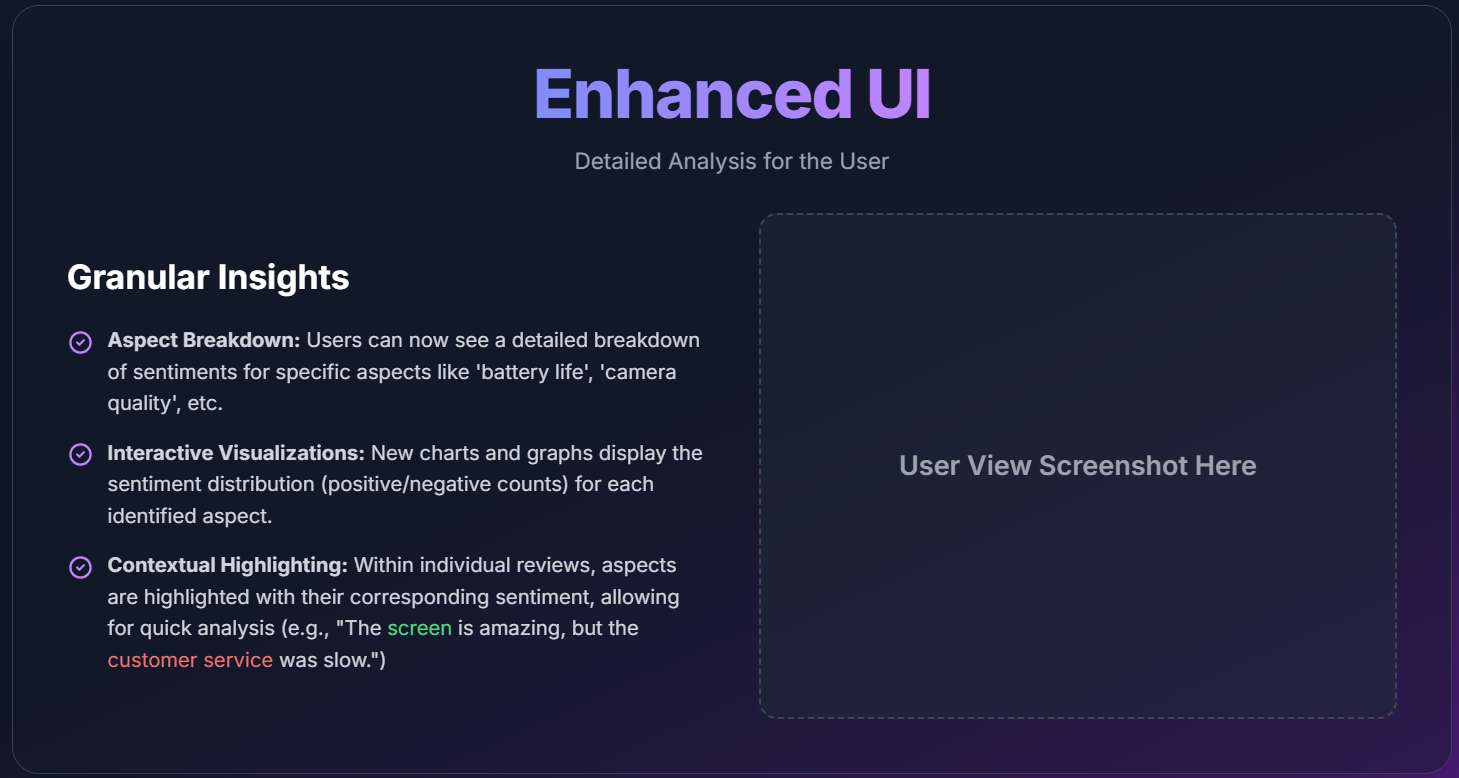 Enhanced UI
Detailed Analysis for the User
Granular Insights
Aspect Breakdown: Users can now see a detailed breakdown
of sentiments for specific aspects like 'battery life', 'camera
quality', etc.
Interactive Visualizations: New charts and graphs display the
sentiment distribution (positive/negative counts) for each
identified aspect.
Contextual Highlighting: Within individual reviews, aspects
are highlighted with their corresponding sentiment, allowing
for quick analysis (e.g., "The screen is amazing, but the
customer service was slow.")
User View Screenshot Here